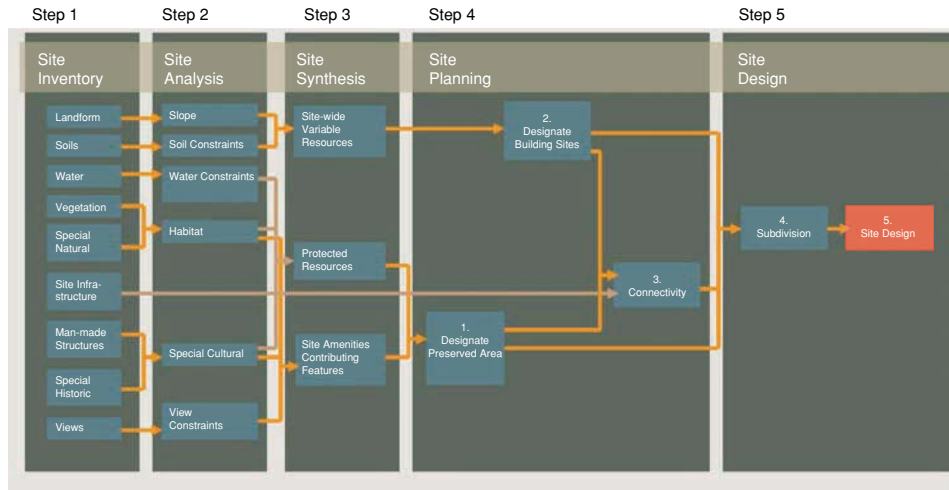 Step 1
Step 2
Step 3
Step 4
Step 5
Site
Inventory
Site
Analysis
Site
Synthesis
Site
Planning
Site
Design
Landform
Soils
Water
Vegetation
Special
Natural
Site Infra-
structure
Man-made
Structures
Special
Historic
Views
Slope
Soil Constraints
Water Constraints
Habitat
Special Cultural
View
Constraints
Site-wide
Variable
Resources
Protected
Resources
Site Amenities
Contributing
Features
2.
Designate
Building Sites
3.
Connectivity
1.
Designate
Preserved Area
4.
Subdivision
5.
Site Design